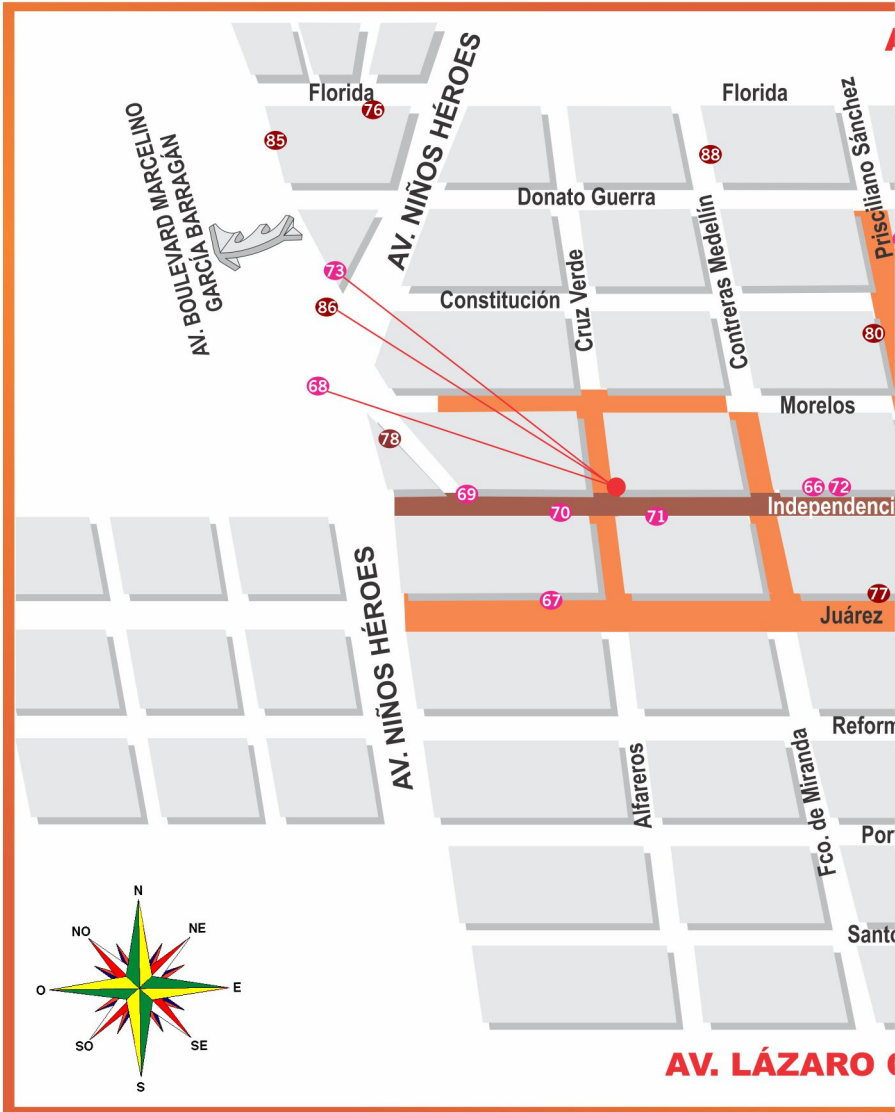 A
Florida
76
AV. NIÑOS HÉROES
Florida
Prisciliano Sánchez
85
88
AV. BOULEVARD MARCELINO
GARCÍA BARRAGÁN
Donato Guerra
Contreras Medellín
73
Constitución
Cruz Verde
86
80
68
Morelos
78
69
66
72
70
71
Independenci
67
77
Juárez
AV. NIÑOS HÉROES
Reform
Alfareros
Fco. de Miranda
Por
Santo
N
NO
NE
O
E
SO
SE
S
AV. LÁZARO C